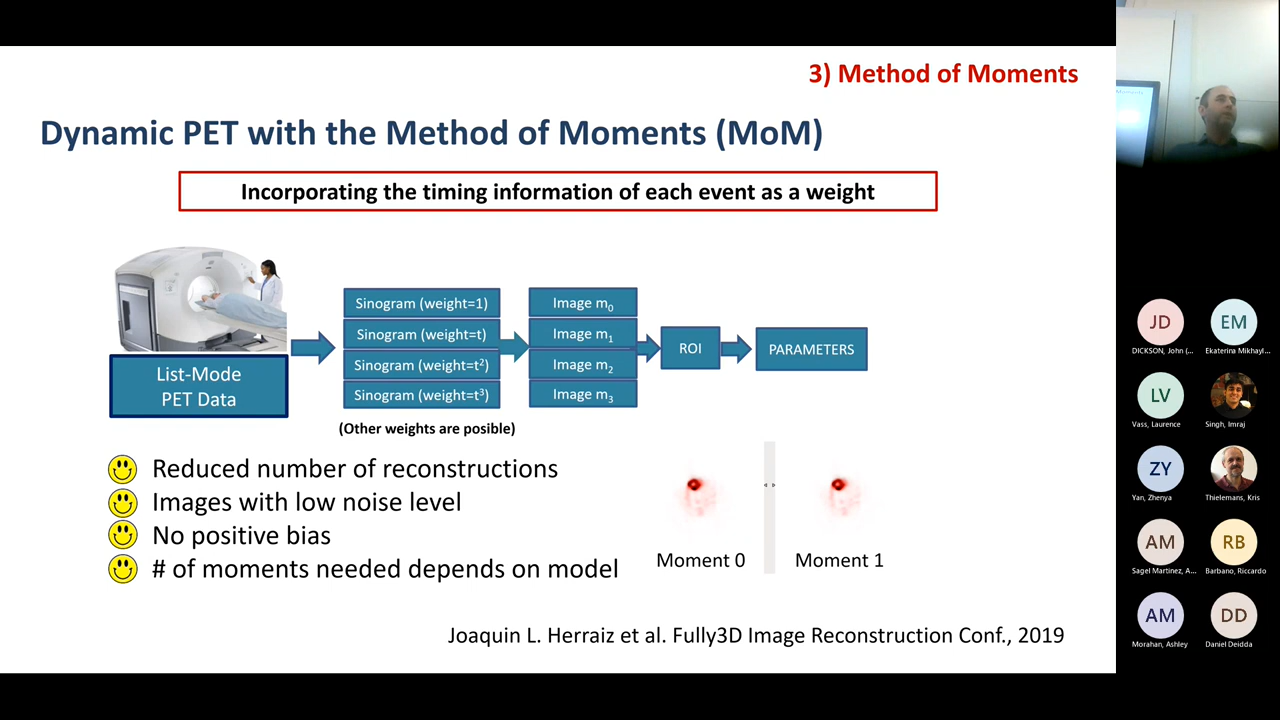 3) Method of Moments
Dynamic PET with the Method of Moments (MoM)
Incorporating the timing information of each event as a weight
List-Mode
PET Data
Sinogram (weight=1)
Sinogram (weight=t)
Sinogram (weight=t²)
Sinogram (weight=t³)
(Other weights are posible)
Image m₀
Image m₁
Image m₂
Image m₃
ROI
PARAMETERS
Reduced number of reconstructions
Images with low noise level
No positive bias
# of moments needed depends on model
Moment 0
Moment 1
Joaquin L. Herraiz et al. Fully3D Image Reconstruction Conf., 2019
JD
DICKSON, John (...
EM
Ekaterina Mikhayl...
LV
Vass, Laurence
Singh, Imraj
ZY
Yan, Zhenya
Thielemans, Kris
AM
Sagel Martinez, A...
RB
Barbano, Riccardo
AM
Morahan, Ashley
DD
Daniel Deidda